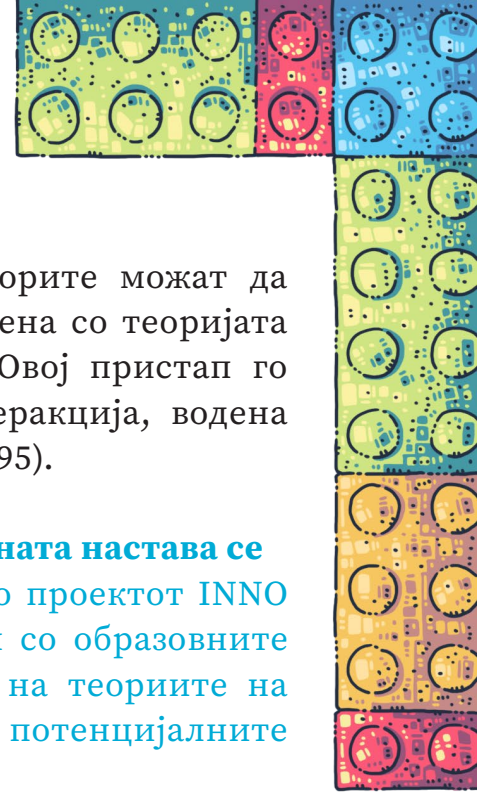 орите можат да
ена со теоријата
Овој пристап го
еракција, водена
95).
ната настава се
о проектот INNO
со образовните
на теориите на
потенцијалните